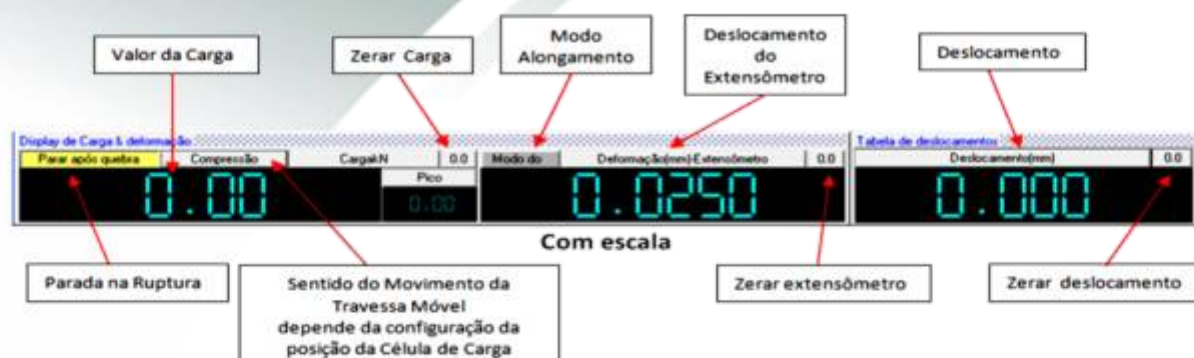 Valor da Carga
Zerar Carga
Modo
Alongamento
Deslocamento
do
Extensômetro
Deslocamento
Display de Carga & deformação
Tabela de deslocamentos
Parar após quebra Compressão Carga kN 0.0 Modo do Deformação(mm)-Extensômetro 0.0 Deslocamento(mm) 0.0
Pico
0.00 0.00 0.0250 0.000
Com escala
Parada na Ruptura
Sentido do Movimento da
Travessa Móvel
depende da configuração da
posição da Célula de Carga
Zerar extensômetro
Zerar deslocamento